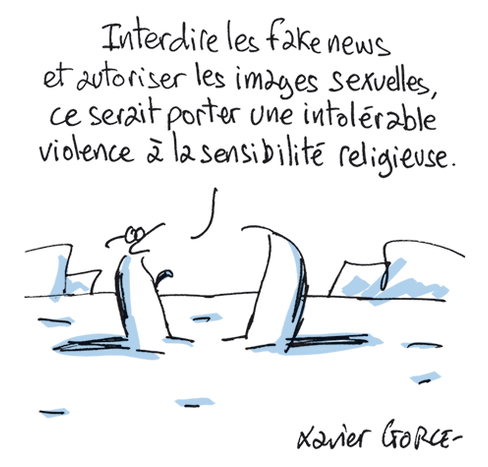 Interdire les fake news
et autoriser les images sexuelles,
ce serait porter une intolérable
violence à la sensibilité religieuse.
Xavier GORCE